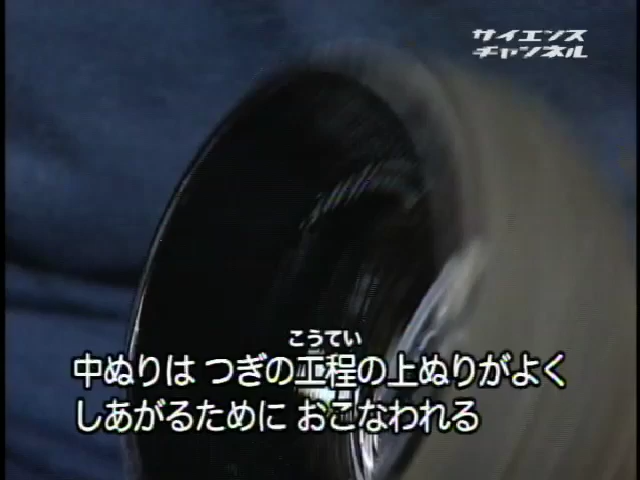 サイエンス
チャンネル
こうてい
中ぬりは つぎの工程の上ぬりがよく
しあがるために おこなわれる